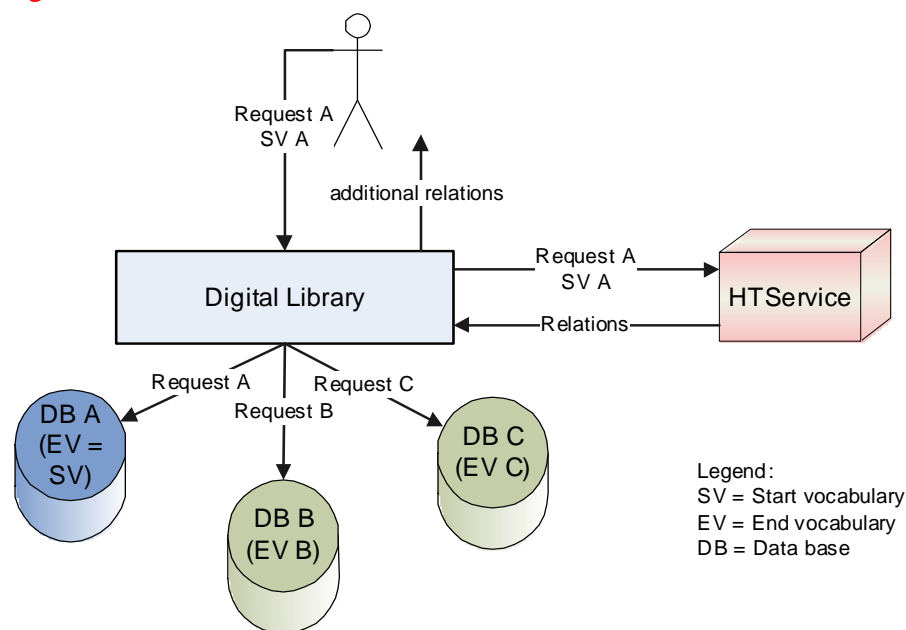 Request A
SV A
additional relations
Request A
SV A
Digital Library
HTService
Relations
Request A
Request C
Request B
DB A
(EV =
SV)
DB C
(EV C)
DB B
(EV B)
Legend:
SV = Start vocabulary
EV = End vocabulary
DB = Data base